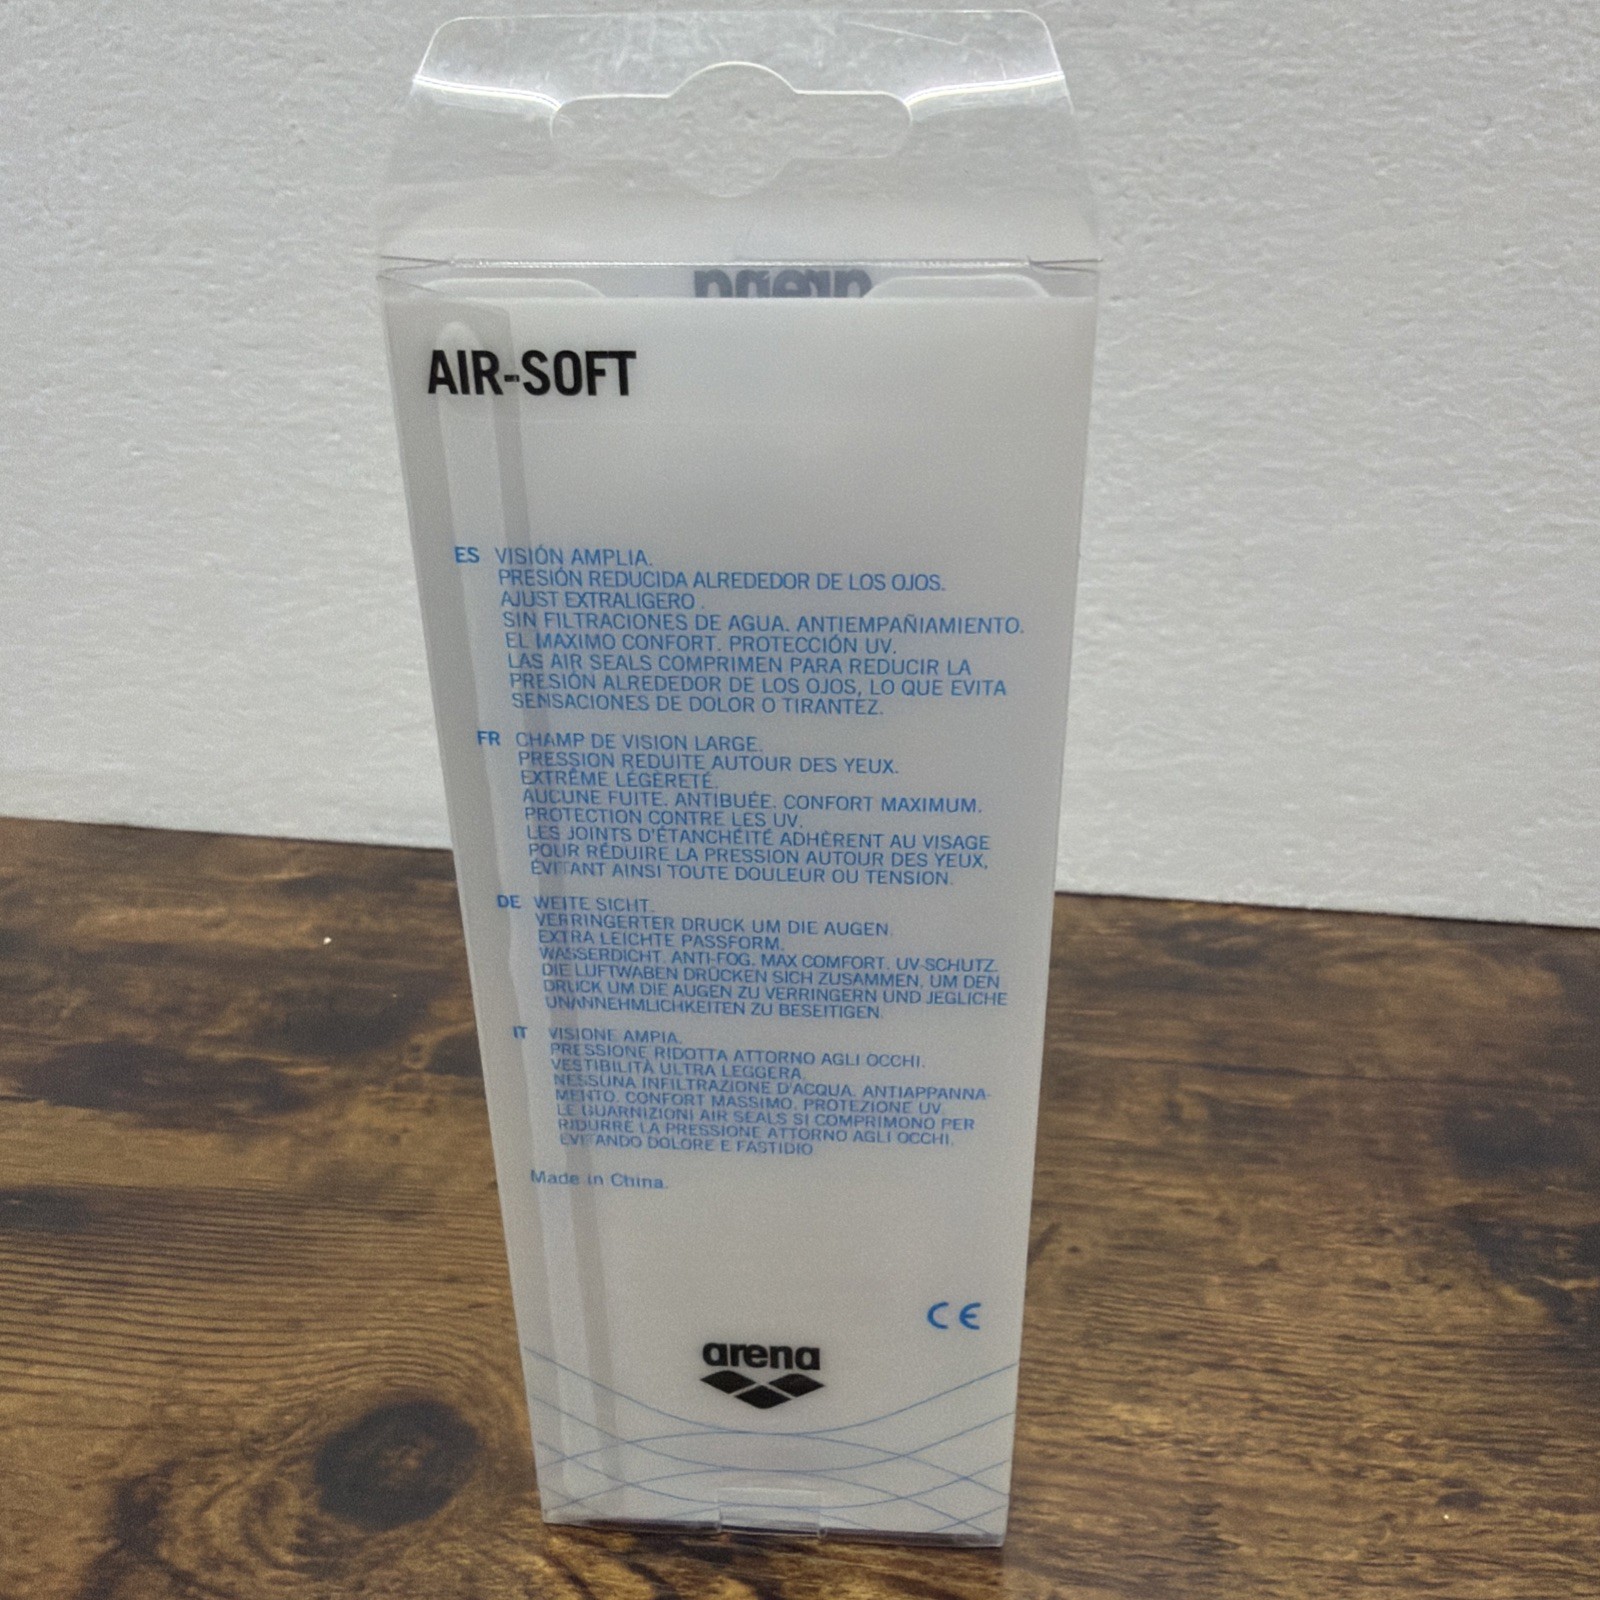 arena
AIR-SOFT
ES VISIÓN AMPLIA.
PRESIÓN REDUCIDA ALREDEDOR DE LOS OJOS.
AJUST EXTRALIGERO .
SIN FILTRACIONES DE AGUA. ANTIEMPAÑIAMIENTO.
EL MAXIMO CONFORT. PROTECCIÓN UV.
LAS AIR SEALS COMPRIMEN PARA REDUCIR LA
PRESIÓN ALREDEDOR DE LOS OJOS, LO QUE EVITA
SENSACIONES DE DOLOR O TIRANTEZ.
FR CHAMP DE VISION LARGE.
PRESSION REDUITE AUTOUR DES YEUX.
EXTRÊME LÉGÈRETÉ.
AUCUNE FUITE. ANTIBUÉE. CONFORT MAXIMUM.
PROTECTION CONTRE LES UV.
LES JOINTS D'ÉTANCHÉITÉ ADHÈRENT AU VISAGE
POUR RÉDUIRE LA PRESSION AUTOUR DES YEUX,
ÉVITANT AINSI TOUTE DOULEUR OU TENSION.
DE WEITE SICHT.
VERRINGERTER DRUCK UM DIE AUGEN.
EXTRA LEICHTE PASSFORM.
WASSERDICHT. ANTI-FOG. MAX COMFORT. UV-SCHUTZ.
DIE LUFTWABEN DRÜCKEN SICH ZUSAMMEN, UM DEN
DRUCK UM DIE AUGEN ZU VERRINGERN UND JEGLICHE
UNANNEHMLICHKEITEN ZU BESEITIGEN.
IT VISIONE AMPIA.
PRESSIONE RIDOTTA ATTORNO AGLI OCCHI.
VESTIBILITÀ ULTRA LEGGERA.
NESSUNA INFILTRAZIONE D'ACQUA. ANTIAPPANNA-
MENTO. CONFORT MASSIMO. PROTEZIONE UV.
LE GUARNIZIONI AIR SEALS SI COMPRIMONO PER
RIDURRE LA PRESSIONE ATTORNO AGLI OCCHI,
EVITANDO DOLORE E FASTIDIO
Made in China.
CE
arena